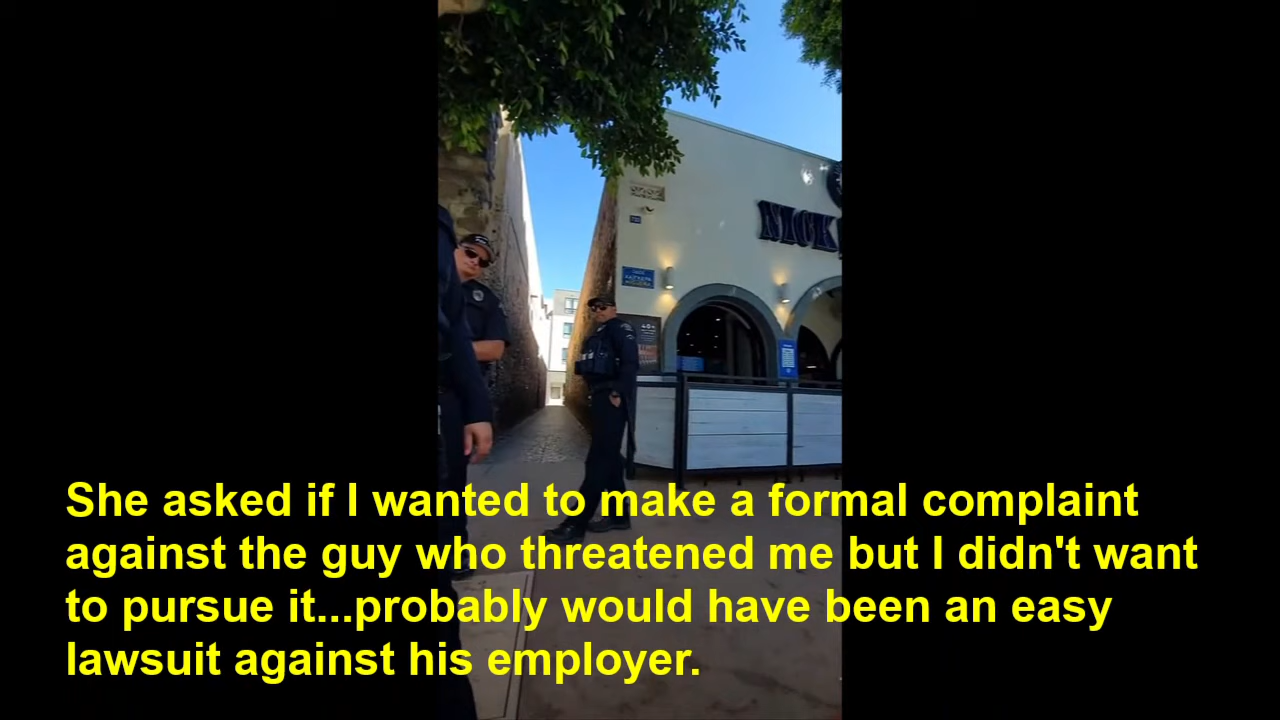 NICK
She asked if I wanted to make a formal complaint
against the guy who threatened me but I didn't want
to pursue it...probably would have been an easy
lawsuit against his employer.